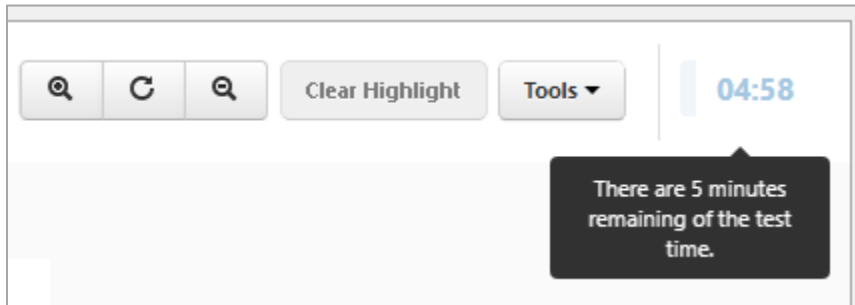 Clear Highlight
Tools
04:58
There are 5 minutes
remaining of the test
time.